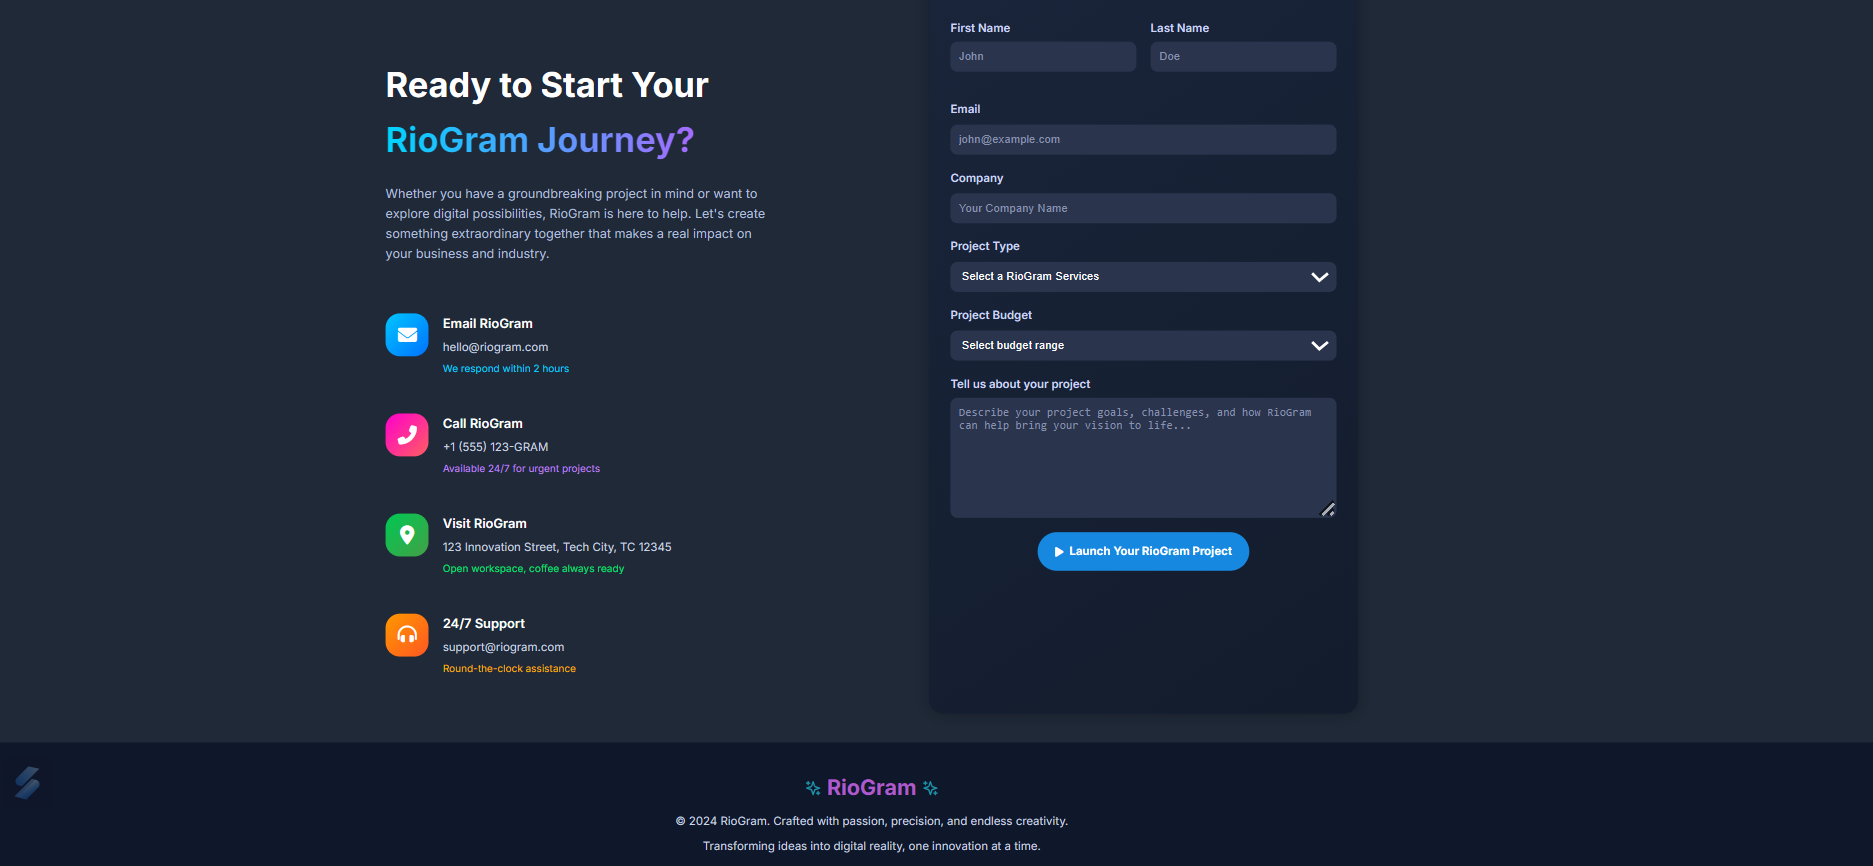 Ready to Start Your
RioGram Journey?
Whether you have a groundbreaking project in mind or want to
explore digital possibilities, RioGram is here to help. Let's create
something extraordinary together that makes a real impact on
your business and industry.
Email RioGram
hello@riogram.com
We respond within 2 hours
Call RioGram
+1 (555) 123-GRAM
Available 24/7 for urgent projects
Visit RioGram
123 Innovation Street, Tech City, TC 12345
Open workspace, coffee always ready
24/7 Support
support@riogram.com
Round-the-clock assistance
First Name
John
Last Name
Doe
Email
john@example.com
Company
Your Company Name
Project Type
Select a RioGram Services
Project Budget
Select budget range
Tell us about your project
Describe your project goals, challenges, and how RioGram
can help bring your vision to life...
Launch Your RioGram Project
RioGram
© 2024 RioGram. Crafted with passion, precision, and endless creativity.
Transforming ideas into digital reality, one innovation at a time.